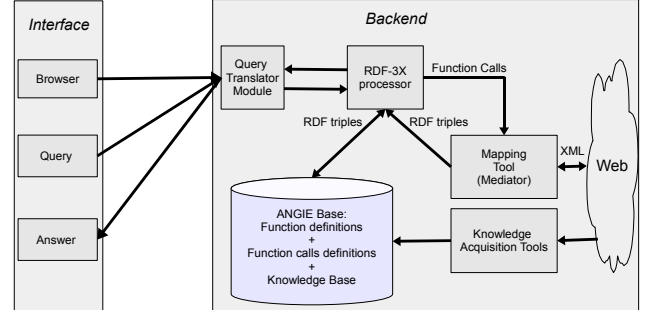 Interface
Backend
Browser
Query
Answer
Query
Translator
Module
RDF-3X
processor
Function Calls
RDF triples
RDF triples
Mapping
Tool
(Mediator)
XML
Web
ANGIE Base:
Function definitions
+
Function calls definitions
+
Knowledge Base
Knowledge
Acquisition Tools